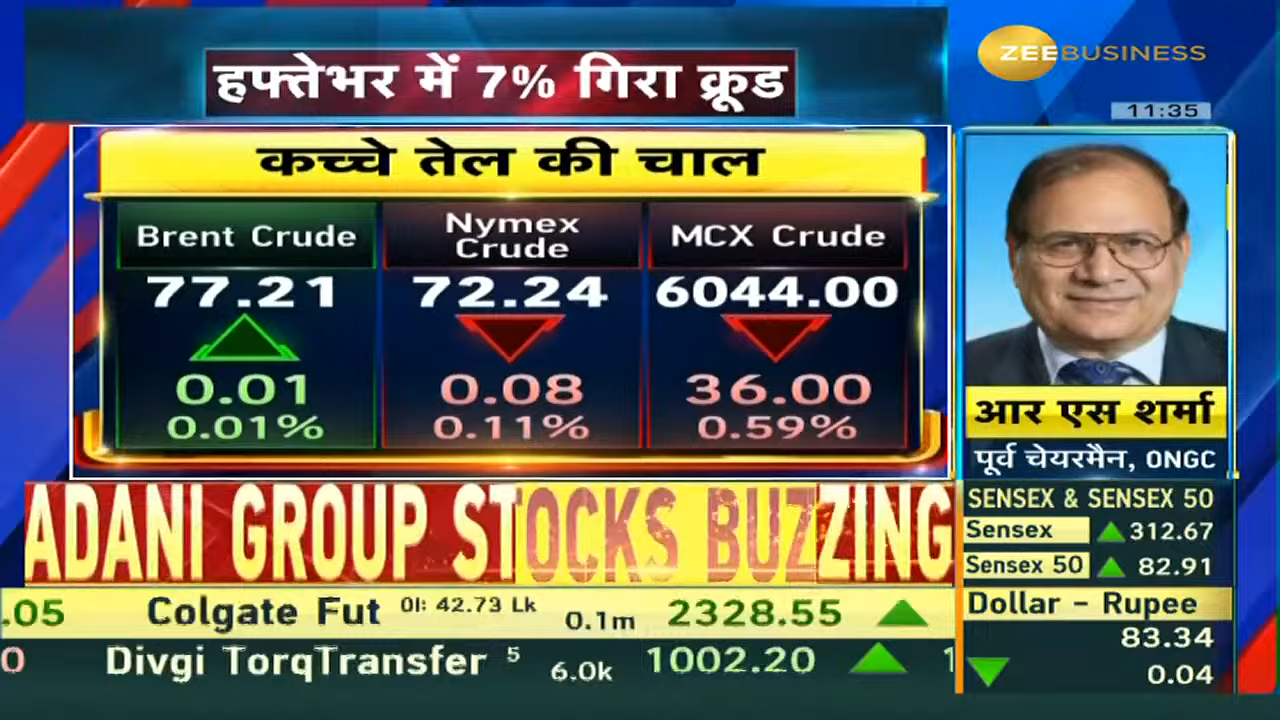 हफ्तेभर में 7% गिरा क्रूड
ZEEBUSINESS
11:35
कच्चे तेल की चाल
Brent Crude
77.21
0.01
0.01%
Nymex
Crude
72.24
0.08
0.11%
MCX Crude
6044.00
36.00
0.59%
आर एस शर्मा
पूर्व चेयरमैन, ONGC
ADANI GROUP STOCKS BUZZING
SENSEX & SENSEX 50
Sensex 312.67
Sensex 50 82.91
Dollar - Rupee
83.34
0.04
.05 Colgate Fut OI: 42.73 Lk 0.1m 2328.55
0 Divgi TorqTransfer 5 6.0k 1002.20 1